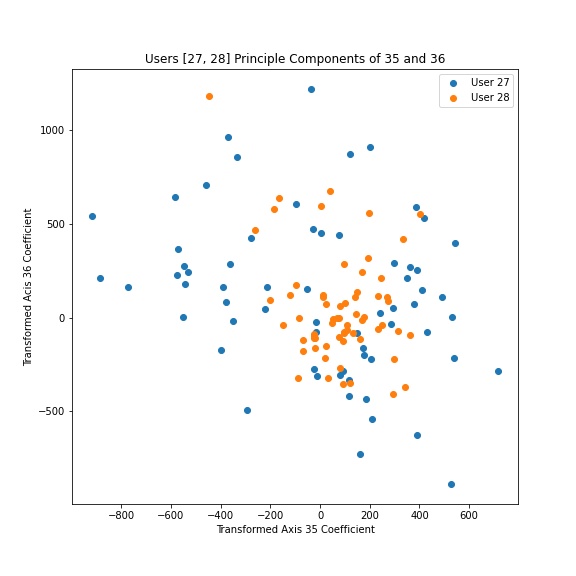 Users [27, 28] Principle Components of 35 and 36
User 27
User 28
Transformed Acis 36 Coefficient
1000
500
0
−500
−800
−600
−400
−200
0
200
400
600
Transformed Axis 35 Coefficient